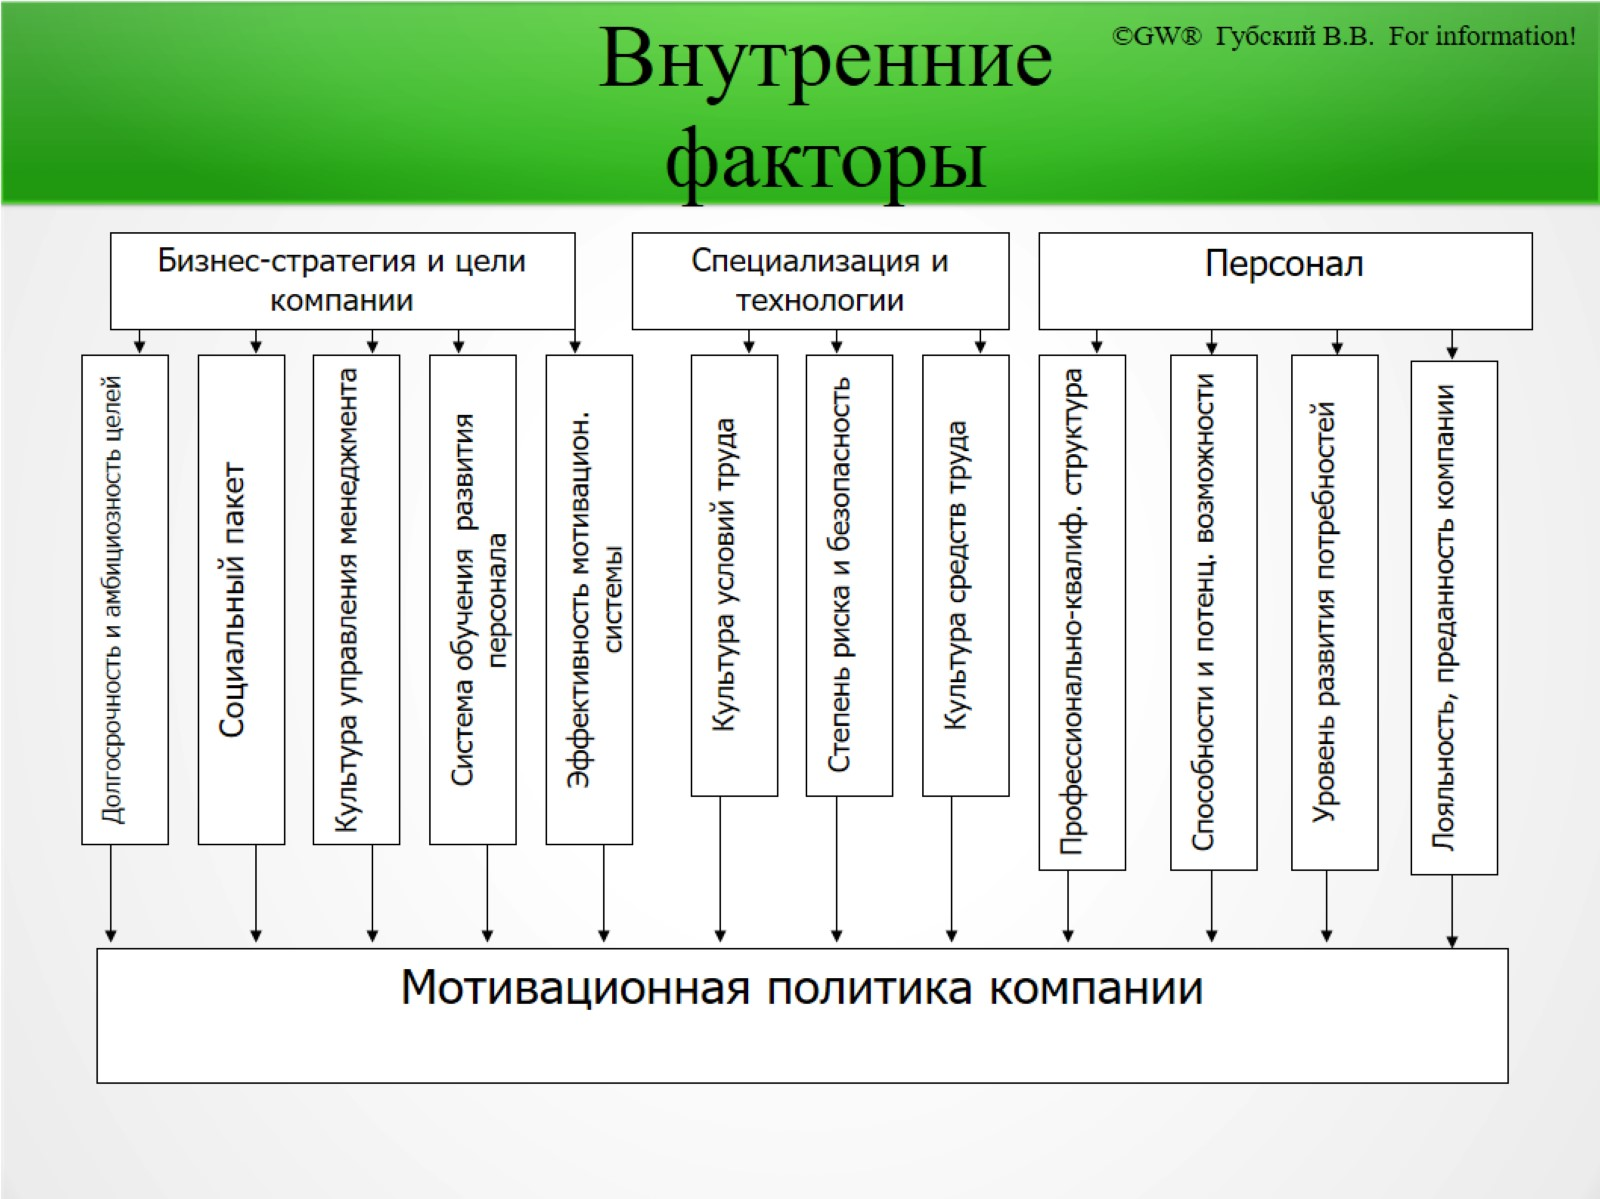 Внутренние
факторы
©GW® Губский В.В. For information!
Бизнес-стратегия и цели
компании
Специализация и
технологии
Персонал
Долгосрочность и амбициозность целей
Социальный пакет
Культура управления менеджмента
Система обучения развития
персонала
Эффективность мотивацион.
системы
Культура условий труда
Степень риска и безопасность
Культура средств труда
Профессионально-квалиф. структура
Способности и потенц. возможности
Уровень развития потребностей
Лояльность, преданность компании
Мотивационная политика компании